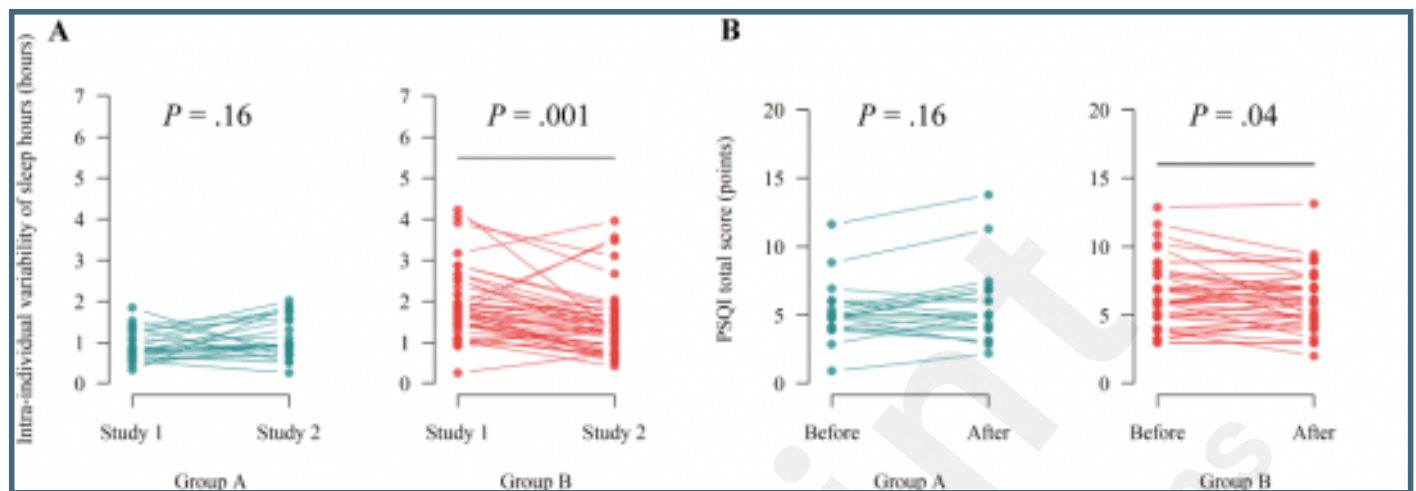 A
B
Intra-individual variability of sleep hours (hours)
7
6
5
4
3
2
1
0
P = .16
Study 1
Study 2
Group A
7
6
5
4
3
2
1
0
P = .001
Study 1
Study 2
Group B
PSQI total score (points)
20
15
10
5
0
P = .16
Before
After
Group A
20
15
10
5
0
P = .04
Before
After
Group B